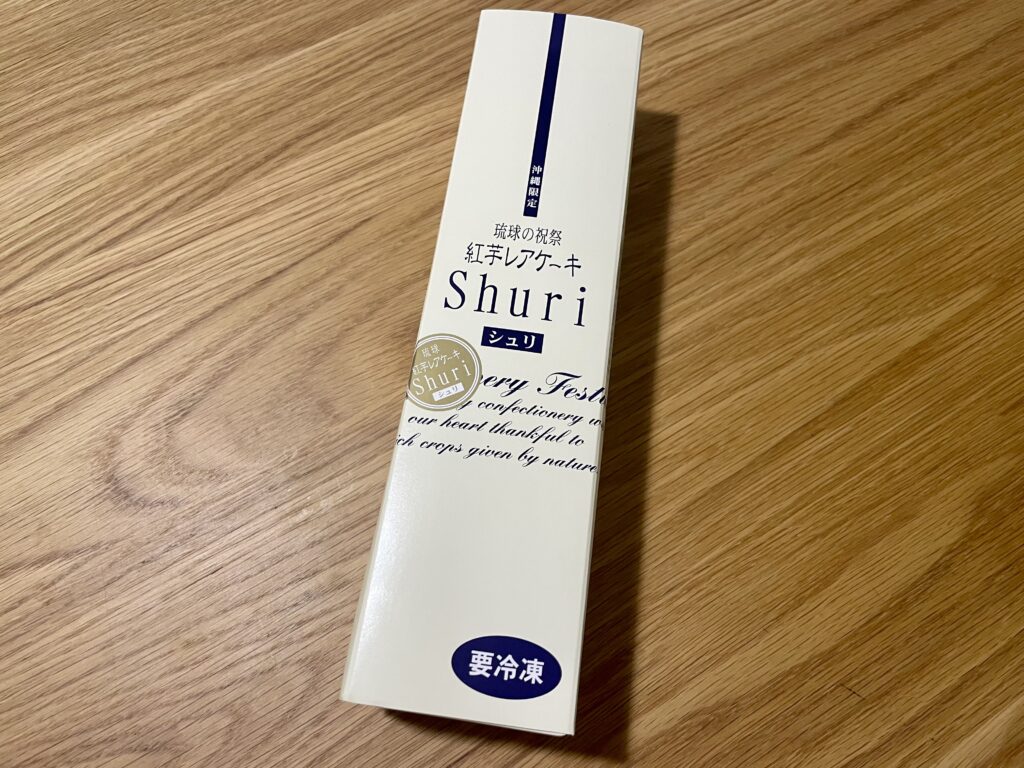 沖縄限定
琉球の祝祭
紅芋レアケーキ
Shuri
シュリ
琉球
紅芋レアケーキ
Shuri
シュリ
confectionery
our heart thankful to
crops given by nature
要冷凍